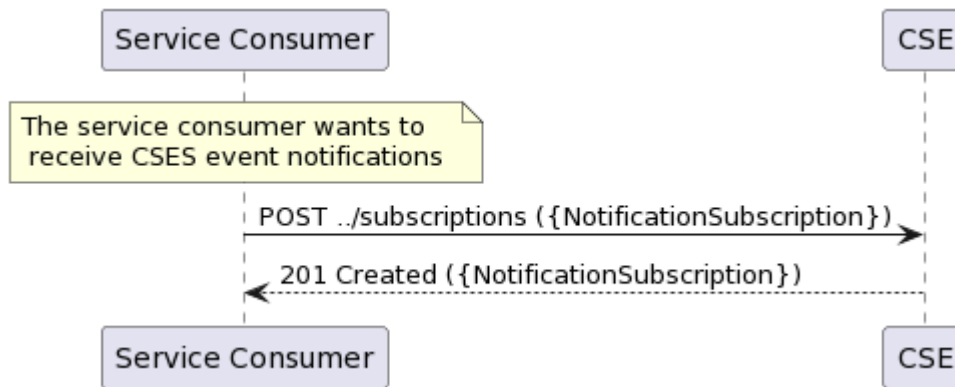 Service Consumer
CSE
The service consumer wants to
receive CSES event notifications
POST ../subscriptions ({NotificationSubscription})
201 Created ({NotificationSubscription})
Service Consumer
CSE